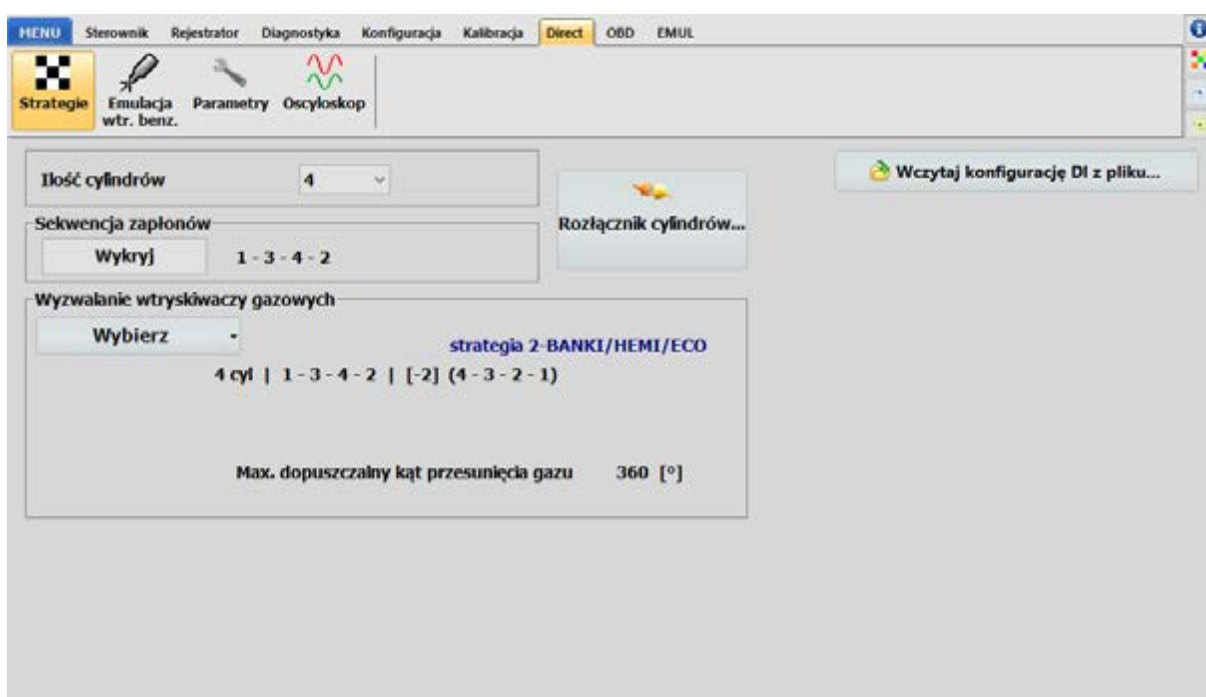 MENU Sterownik Rejestrator Diagnostyka Konfiguracja Kalibracja Direct OBD EMUL
Strategie Emulacja wtr. benz. Parametry Oscyloskop
Ilość cylindrów 4
Rozłącznik cylindrów...
Wczytaj konfigurację DI z pliku...
Sekwencja zapłonów
Wykryj 1 - 3 - 4 - 2
Wyzwalanie wtryskiwaczy gazowych
Wybierz
strategia 2-BANKI/HEMI/ECO
4 cyl | 1 - 3 - 4 - 2 | [-2] (4 - 3 - 2 - 1)
Max. dopuszczalny kąt przesunięcia gazu 360 [°]